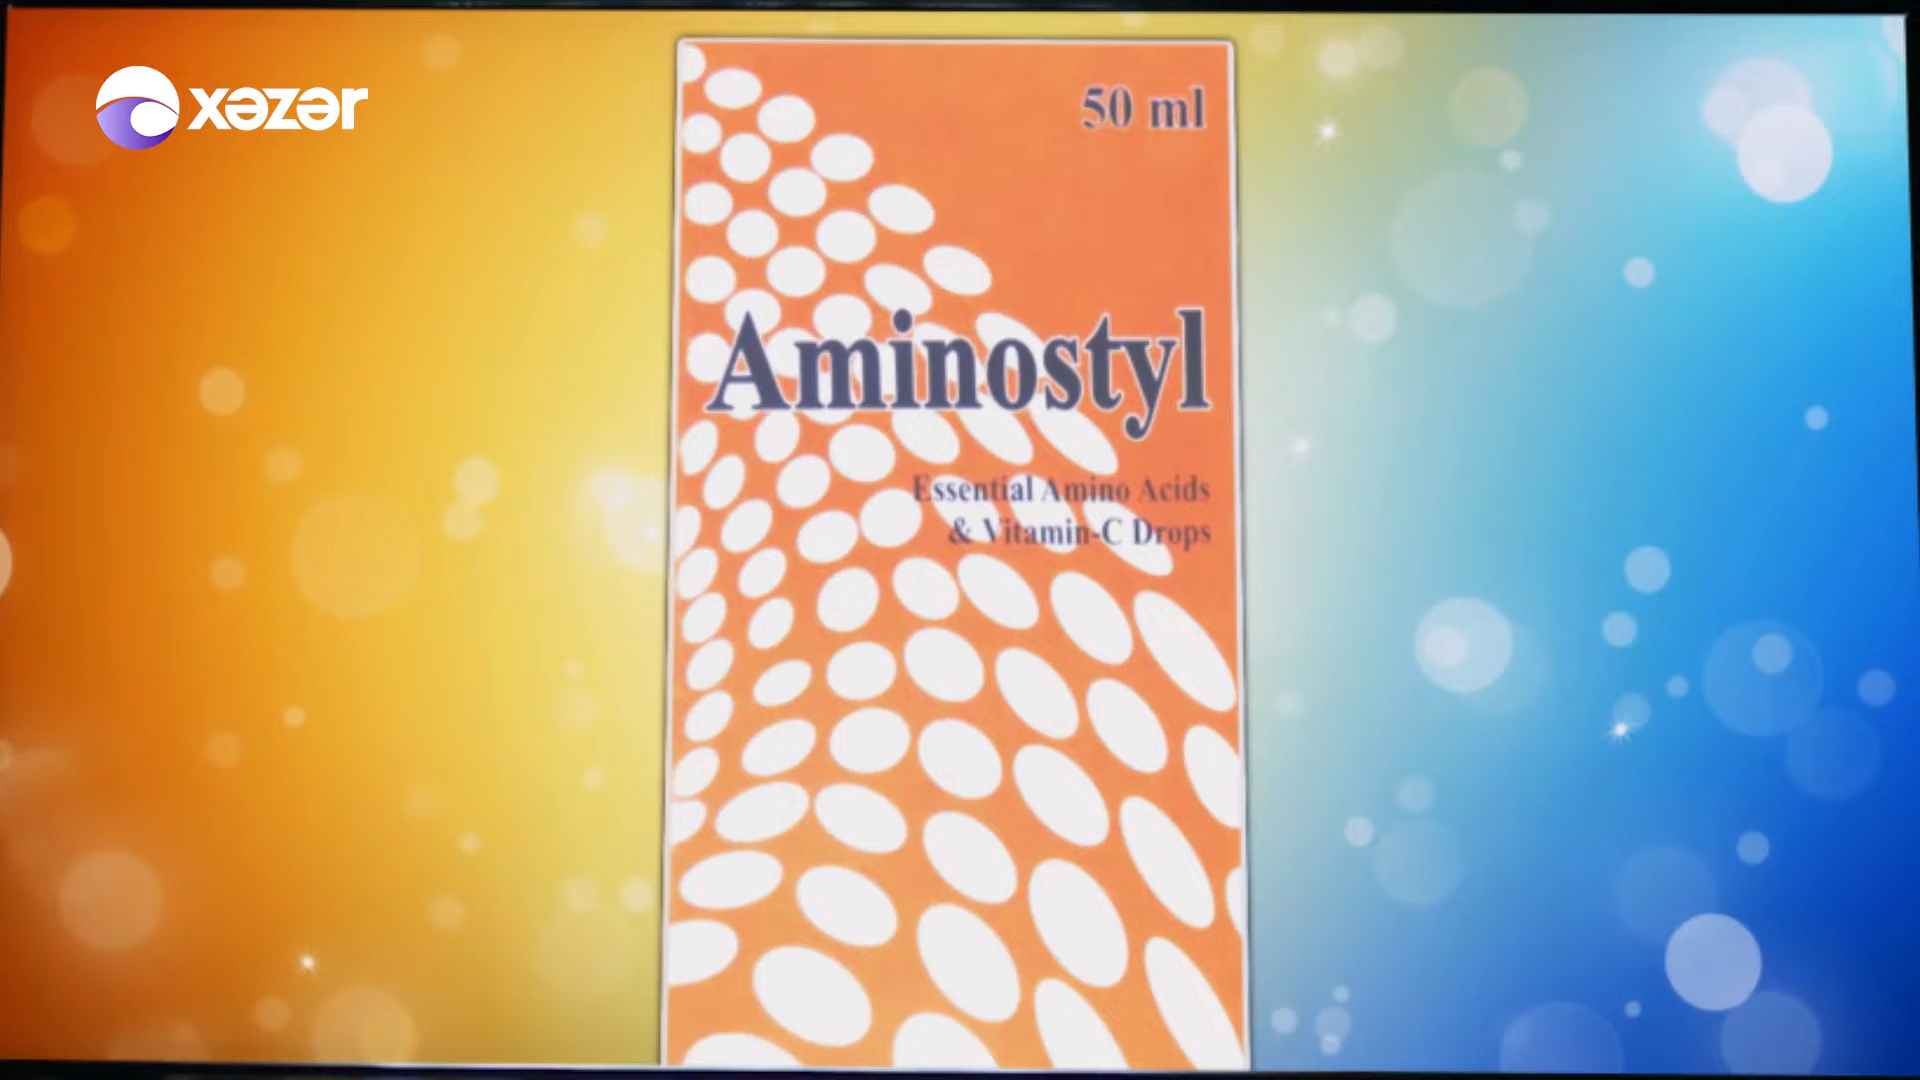 xəzər
50 ml
Aminostyl
Essential Amino Acids
& Vitamin-C Drops